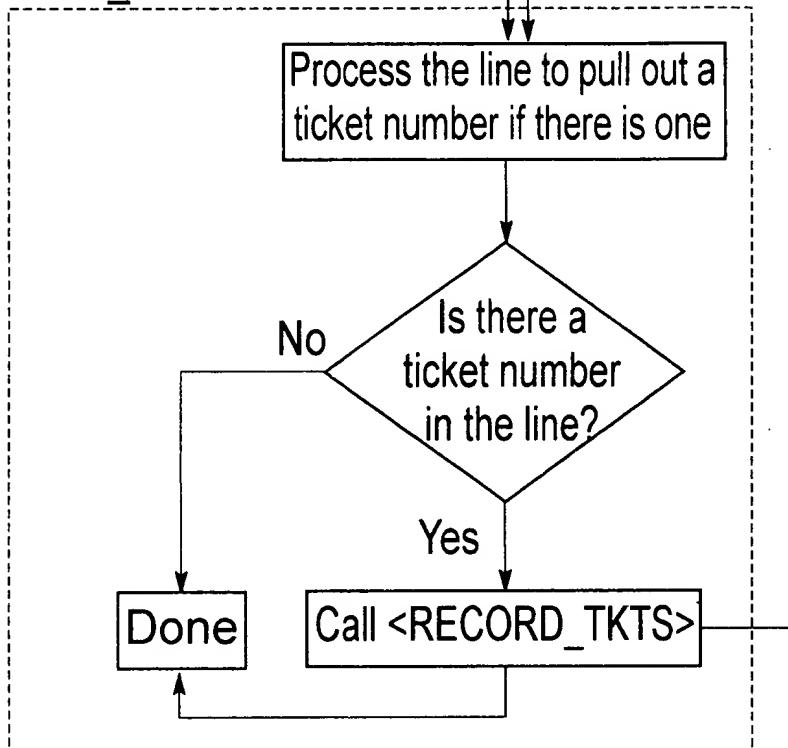 Process the line to pull out a
ticket number if there is one
Is there a
ticket number
in the line?
No
Yes
Done
Call <RECORD_TKTS>